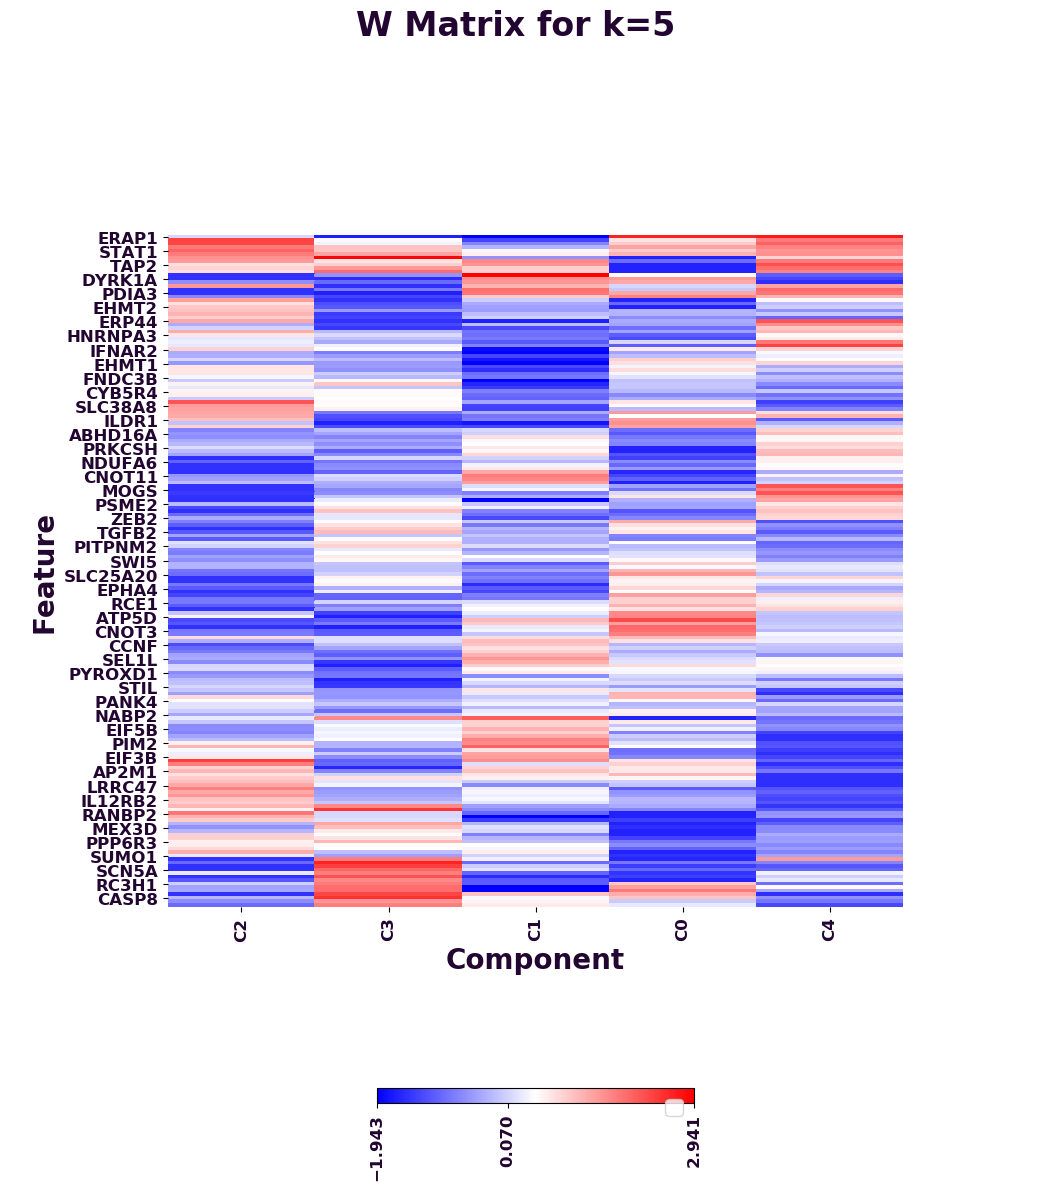 W Matrix for k=5
Feature
ERAP1
STAT1
TAP2
DYRK1A
PDIA3
EHMT2
ERP44
HNRNPA3
IFNAR2
EHMT1
FNDC3B
CYB5R4
SLC38A8
ILDR1
ABHD16A
PRKCSH
NDUFA6
CNOT11
MOGS
PSME2
ZEB2
TGFB2
PITPNM2
SWI5
SLC25A20
EPHA4
RCE1
ATP5D
CNOT3
CCNF
SEL1L
PYROXD1
STIL
PANK4
NABP2
EIF5B
PIM2
EIF3B
AP2M1
LRRC47
IL12RB2
RANBP2
MEX3D
PPP6R3
SUMO1
SCN5A
RC3H1
CASP8
C2 C3 C1 C0 C4
Component
−1.943 0.070 2.941